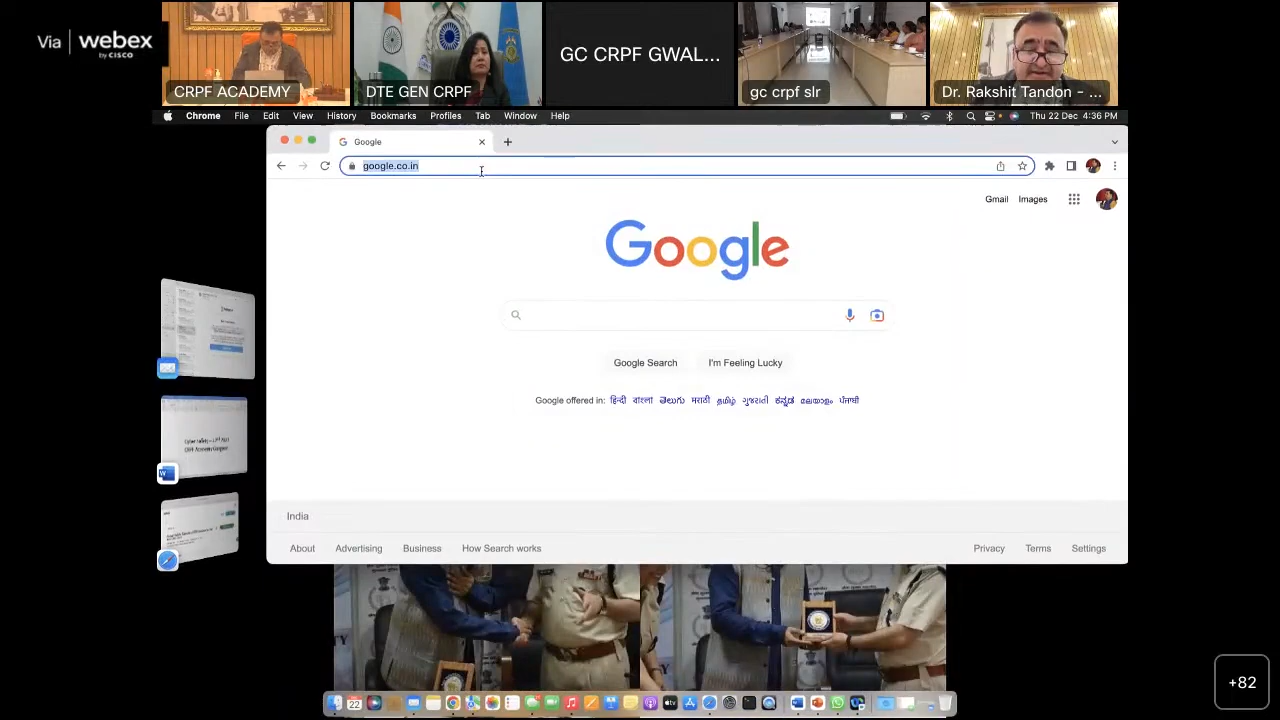 Via webex
by CISCO
CRPF ACADEMY
DTE GEN CRPF
GC CRPF GWAL...
gc crpf slr
Dr. Rakshit Tandon - ...
Chrome File Edit View History Bookmarks Profiles Tab Window Help
Thu 22 Dec 4:36 PM
Google
google.co.in
Gmail Images
Google
Google Search
I'm Feeling Lucky
Google offered in: हिन्दी বাংলা తెలుగు मराठी தமிழ் ગુજરાતી ಕನ್ನಡ മലയാളം ਪੰਜਾਬੀ
India
About Advertising Business How Search works
Privacy Terms Settings
+82